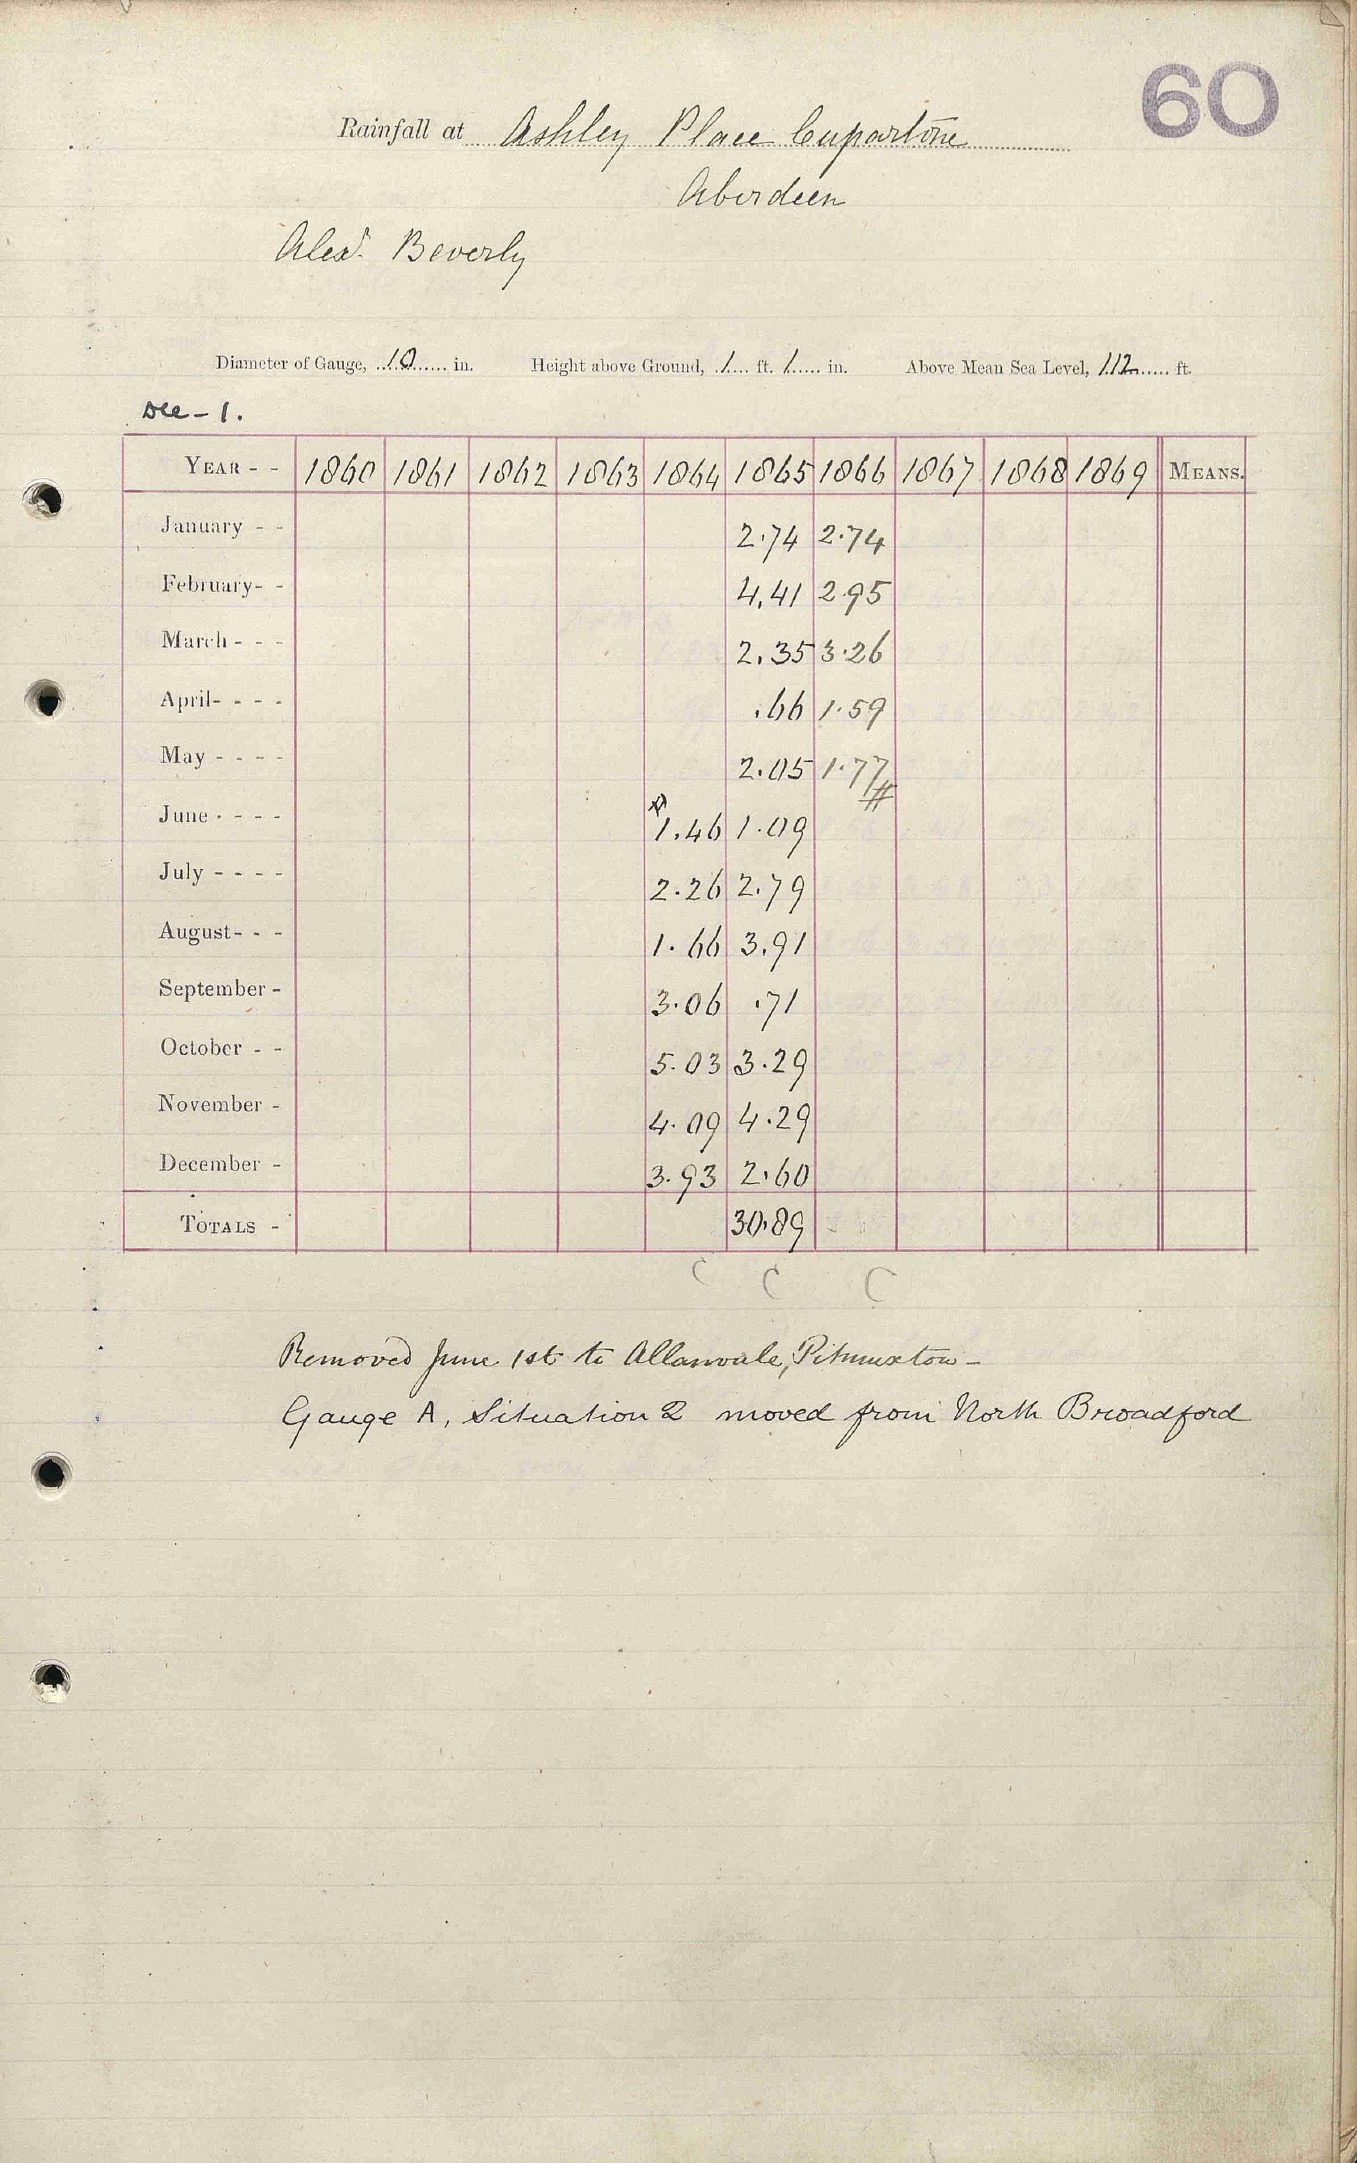 60
Rainfall at Ashley Place Cuparstone
Aberdeen
Alexr. Beverly
Diameter of Gauge, 10 in. Height above Ground, 1 ft. 1 in. Above Mean Sea Level, 112 ft.
Dec - 1.
YEAR - - 1860 1861 1862 1863 1864 1865 1866 1867 1868 1869 MEANS.
January - - 2.74 2.74
February - - 4.41 2.95
March - - - 2.35 3.26
April - - - - .66 1.59
May - - - - 2.05 1.77
June - - - - 1.46 1.09
July - - - - 2.26 2.79
August - - - 1.66 3.91
September - 3.06 .71
October - - 5.03 3.29
November - 4.09 4.29
December - 3.93 2.60
TOTALS - 30.89
C C C
Removed June 1st to Allanvale, Pitmuxton -
Gauge A, Situation 2 moved from North Broadford